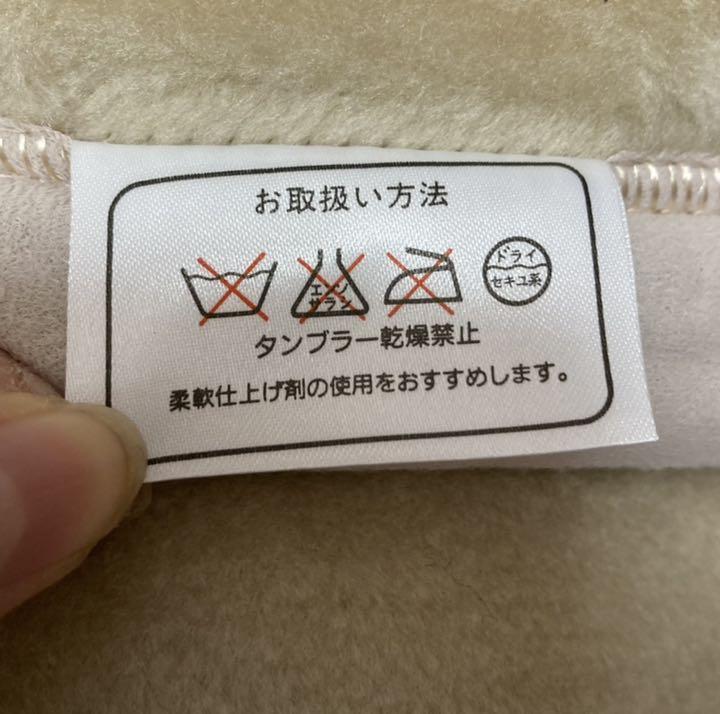 お取扱い方法
エンソ
サラシ
ドライ
セキユ系
タンブラー乾燥禁止
柔軟仕上げ剤の使用をおすすめします。